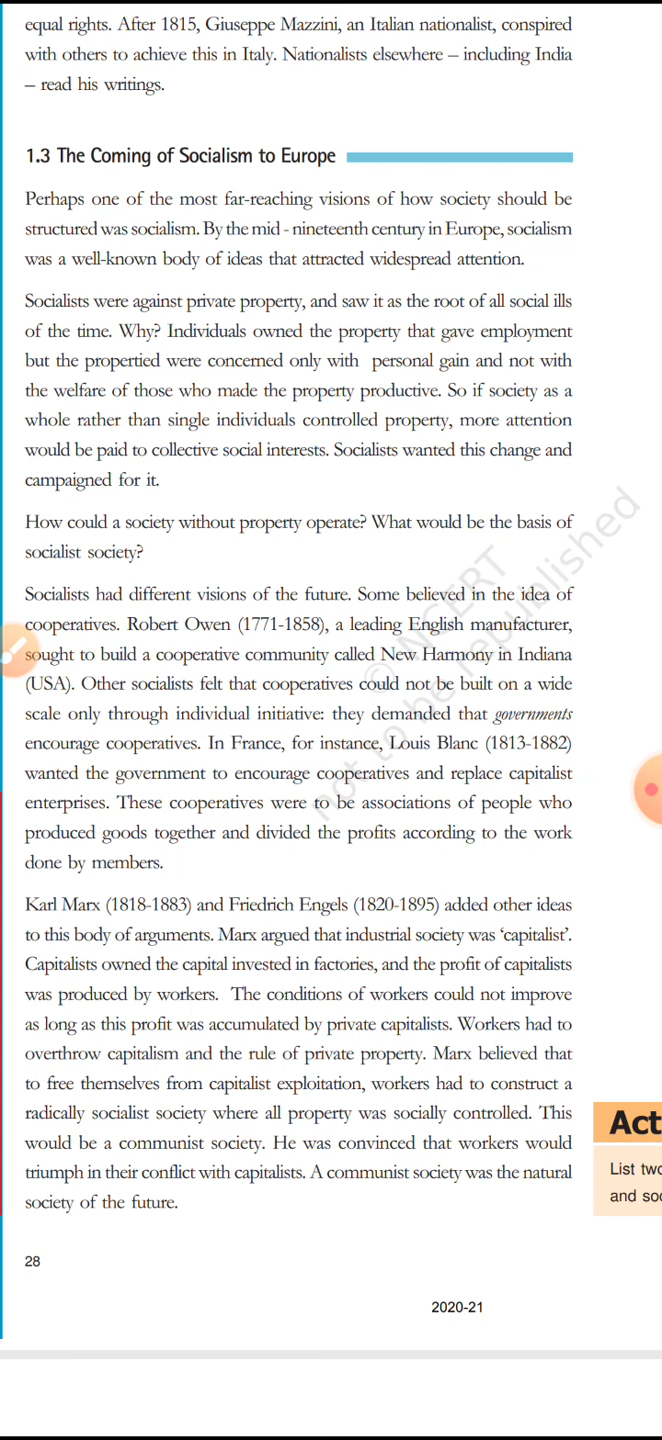 equal rights. After 1815, Giuseppe Mazzini, an Italian nationalist, conspired
with others to achieve this in Italy. Nationalists elsewhere – including India
– read his writings.
1.3 The Coming of Socialism to Europe
Perhaps one of the most far-reaching visions of how society should be
structured was socialism. By the mid - nineteenth century in Europe, socialism
was a well-known body of ideas that attracted widespread attention.
Socialists were against private property, and saw it as the root of all social ills
of the time. Why? Individuals owned the property that gave employment
but the propertied were concerned only with personal gain and not with
the welfare of those who made the property productive. So if society as a
whole rather than single individuals controlled property, more attention
would be paid to collective social interests. Socialists wanted this change and
campaigned for it.
How could a society without property operate? What would be the basis of
socialist society?
Socialists had different visions of the future. Some believed in the idea of
cooperatives. Robert Owen (1771-1858), a leading English manufacturer,
sought to build a cooperative community called New Harmony in Indiana
(USA). Other socialists felt that cooperatives could not be built on a wide
scale only through individual initiative: they demanded that governments
encourage cooperatives. In France, for instance, Louis Blanc (1813-1882)
wanted the government to encourage cooperatives and replace capitalist
enterprises. These cooperatives were to be associations of people who
produced goods together and divided the profits according to the work
done by members.
Karl Marx (1818-1883) and Friedrich Engels (1820-1895) added other ideas
to this body of arguments. Marx argued that industrial society was ‘capitalist’.
Capitalists owned the capital invested in factories, and the profit of capitalists
was produced by workers. The conditions of workers could not improve
as long as this profit was accumulated by private capitalists. Workers had to
overthrow capitalism and the rule of private property. Marx believed that
to free themselves from capitalist exploitation, workers had to construct a
radically socialist society where all property was socially controlled. This
would be a communist society. He was convinced that workers would
triumph in their conflict with capitalists. A communist society was the natural
society of the future.
Act
List two
and soc
28
2020-21
© NCERT
not to be republished